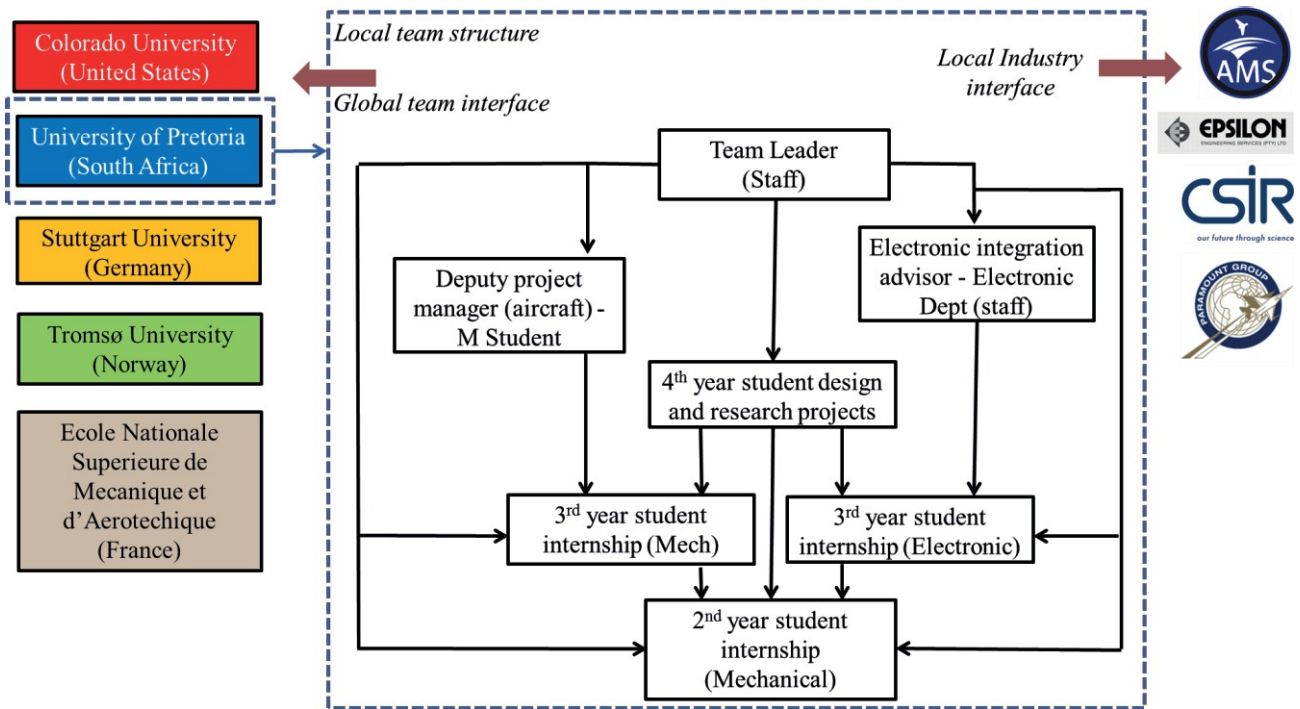 Colorado University
(United States)
University of Pretoria
(South Africa)
Stuttgart University
(Germany)
Tromsø University
(Norway)
Ecole Nationale
Superieure de
Mecanique et
d’Aerotechique
(France)
Local team structure
Global team interface
Local Industry
interface
Team Leader
(Staff)
Deputy project
manager (aircraft) -
M Student
Electronic integration
advisor - Electronic
Dept (staff)
4th year student design
and research projects
3rd year student
internship (Mech)
3rd year student
internship (Electronic)
2nd year student
internship
(Mechanical)
AMS
EPSILON
ENGINEERING SERVICES (PTY) LTD
CSIR
our future through science
PARAMOUNT GROUP